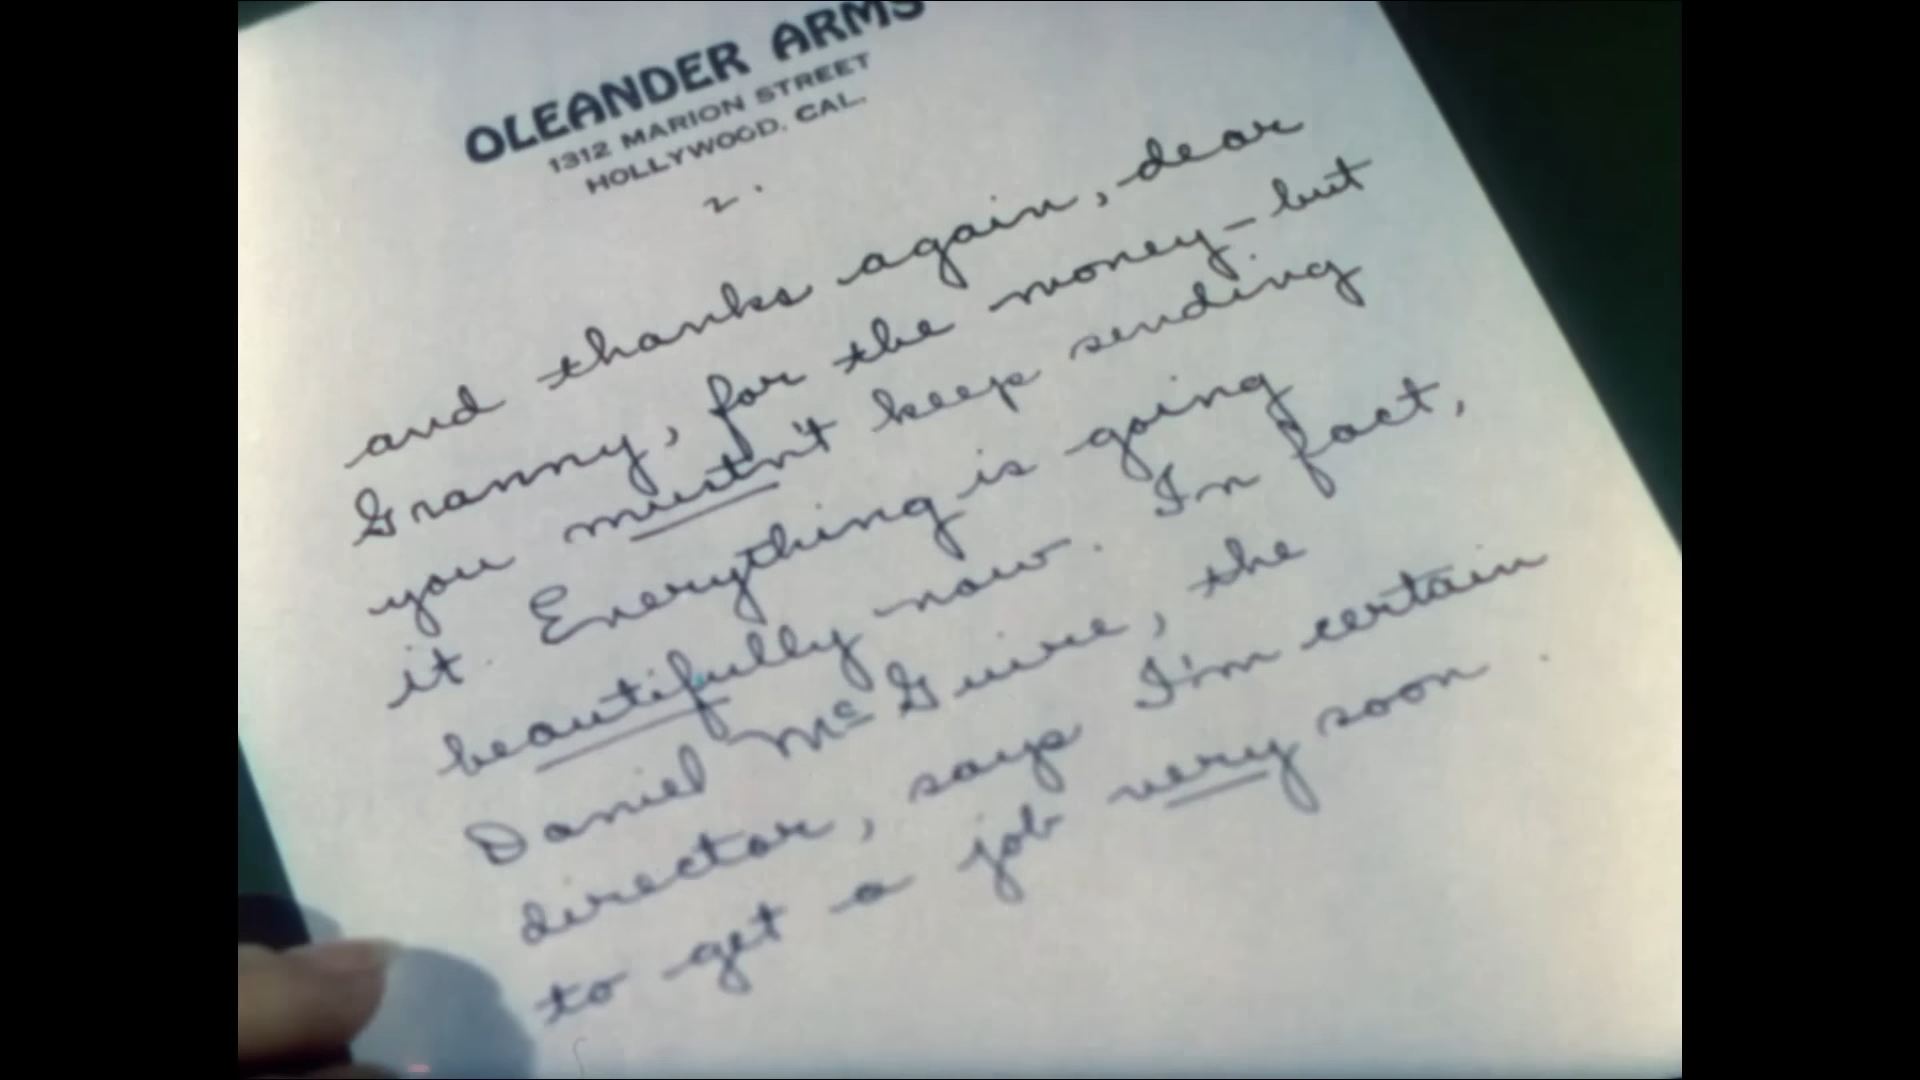 OLEANDER ARMS
1312 MARION STREET
HOLLYWOOD, CAL.
2.
and thanks again, dear
Granny, for the money - but
you mustn't keep sending
it. Everything is going
beautifully now. In fact,
Daniel McGuire, the
director, says I'm certain
to get a job very soon.